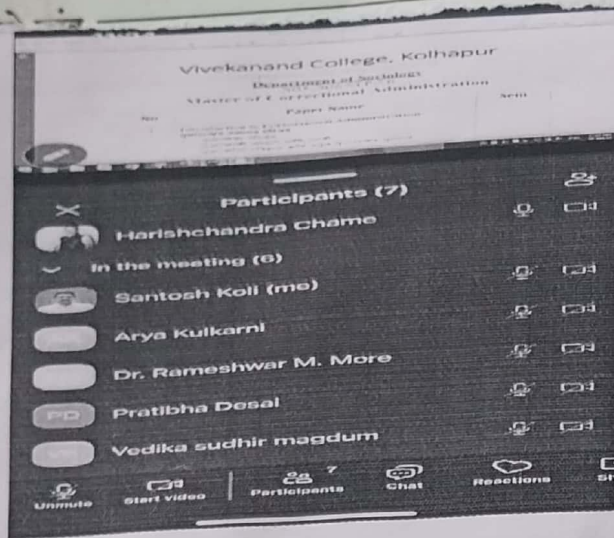 Vivekanand College, Kolhapur
Department of Sociology
Master of Correctional Administration
No
Paper Name
Sem
Participants (7)
Harishchandra Chame
In the meeting (6)
Santosh Koli (me)
Arya Kulkarni
Dr. Rameshwar M. More
PD
Pratibha Desai
Vedika sudhir magdum
7
Unmute
Start video
Participants
Chat
Reactions